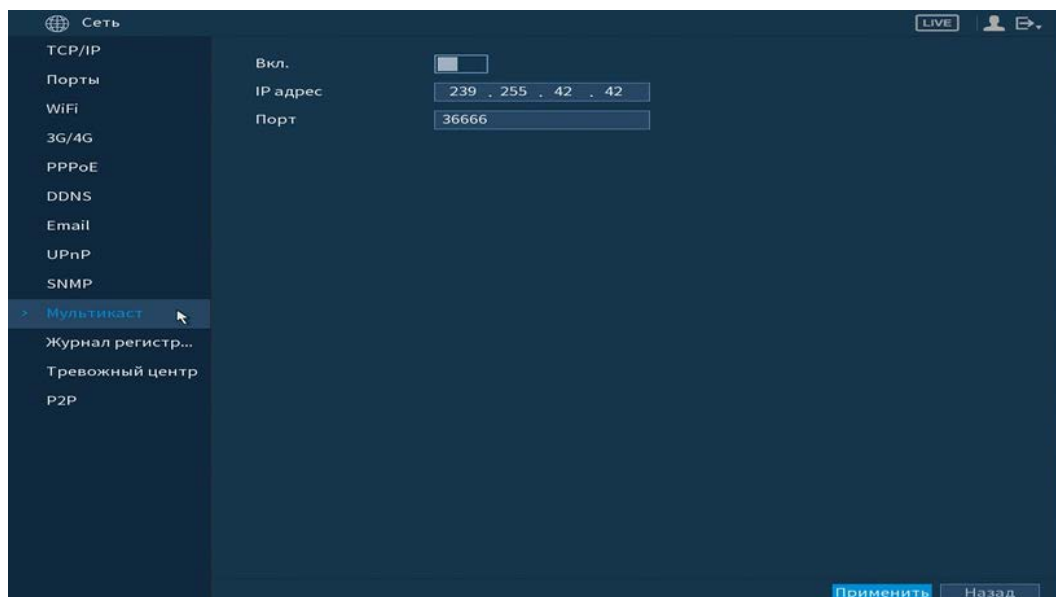 Сеть
LIVE
TCP/IP
Порты
WiFi
3G/4G
PPPoE
DDNS
Email
UPnP
SNMP
Мультикаст
Журнал регистр...
Тревожный центр
P2P
Вкл.
IP адрес 239 . 255 . 42 . 42
Порт 36666
Применить Назад